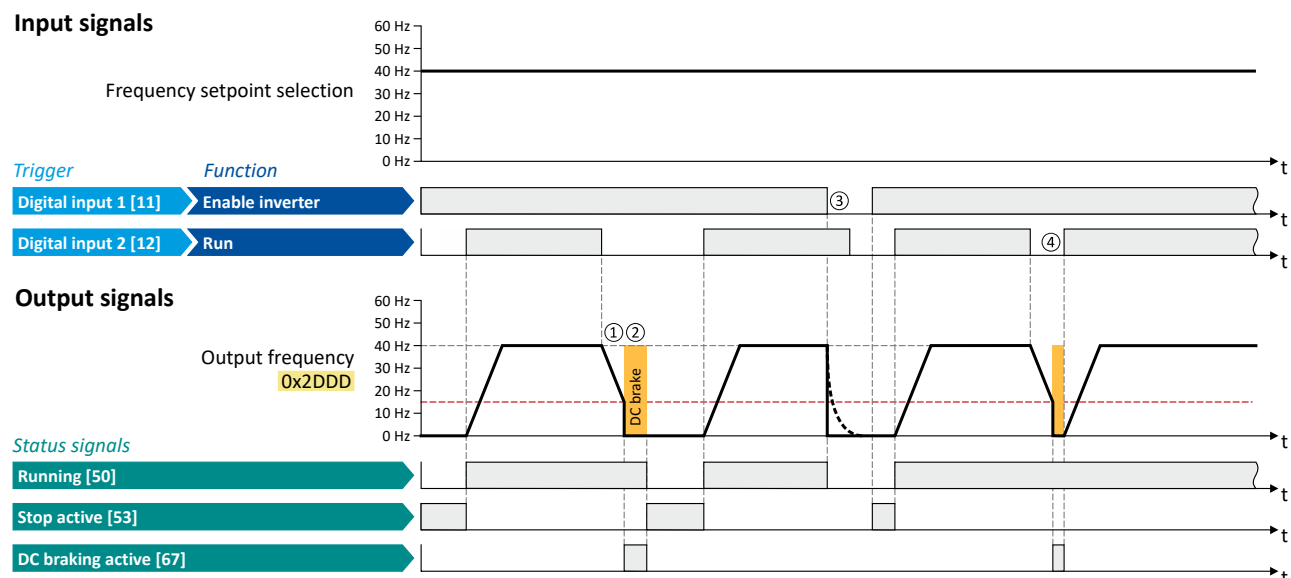 Input signals
Frequency setpoint selection
60 Hz
50 Hz
40 Hz
30 Hz
20 Hz
10 Hz
0 Hz
t
Trigger
Function
Digital input 1 [11]
Enable inverter
③
t
Digital input 2 [12]
Run
④
t
Output signals
Output frequency
0x2DDD
60 Hz
50 Hz
40 Hz
30 Hz
20 Hz
10 Hz
0 Hz
① ②
DC brake
t
Status signals
Running [50]
t
Stop active [53]
t
DC braking active [67]
t